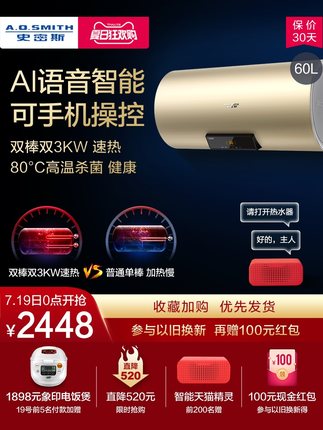 A.O.SMITH
史密斯
夏日狂欢购
保价
30天
60L
AI语音智能
可手机操控
双棒双3KW 速热
80°C高温杀菌 健康
请打开热水器
好的，主人
双棒双3KW速热 VS 普通单棒 加热慢
7.19日0点开抢
¥2448
收藏加购 优先发货
参与以旧换新 再赠100元红包
直降
520
¥100
1898元象印电饭煲
19号前5名付款加赠
直降520元
限时抢购
智能天猫精灵
前200名赠
100元现金红包
参与以旧换新得